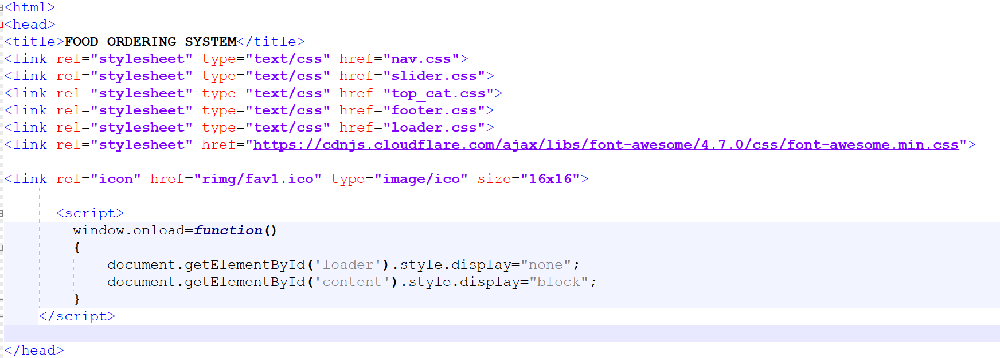 <html>
<head>
<title>FOOD ORDERING SYSTEM</title>
<link rel="stylesheet" type="text/css" href="nav.css">
<link rel="stylesheet" type="text/css" href="slider.css">
<link rel="stylesheet" type="text/css" href="top_cat.css">
<link rel="stylesheet" type="text/css" href="footer.css">
<link rel="stylesheet" type="text/css" href="loader.css">
<link rel="stylesheet" href="https://cdnjs.cloudflare.com/ajax/libs/font-awesome/4.7.0/css/font-awesome.min.css">
<link rel="icon" href="rimg/fav1.ico" type="image/ico" size="16x16">
<script>
window.onload=function()
{
document.getElementById('loader').style.display="none";
document.getElementById('content').style.display="block";
}
</script>
</head>